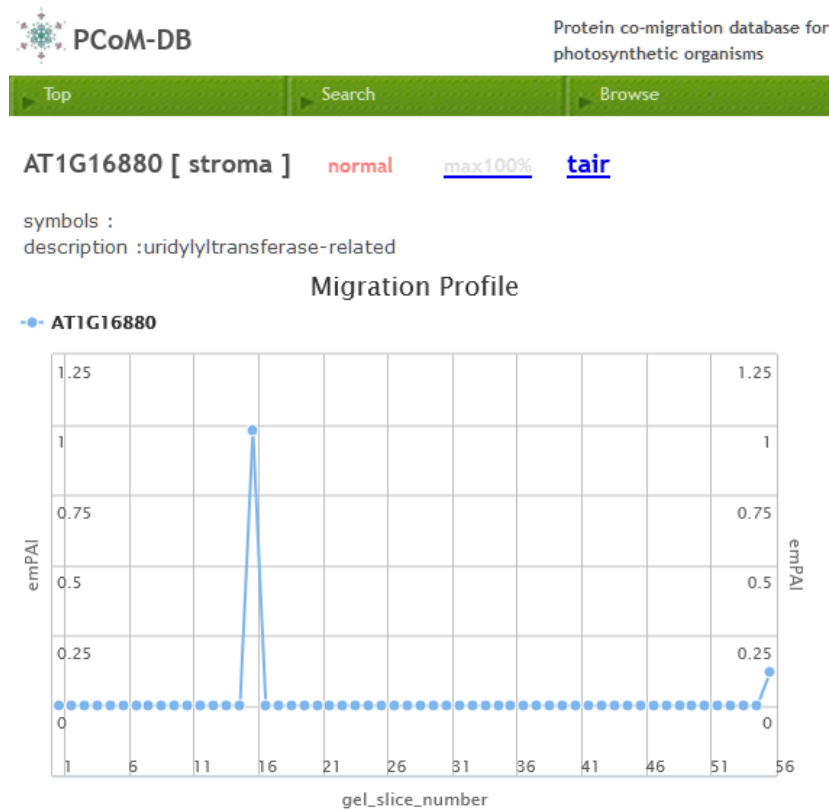 PCoM-DB
Protein co-migration database for
photosynthetic organisms
Top Search Browse
AT1G16880 [ stroma ] normal max100% tair
symbols :
description :uridylyltransferase-related
Migration Profile
AT1G16880
1.25 1.25
1 1
0.75 0.75
emPAI emPAI
0.5 0.5
0.25 0.25
0 0
1 6 11 16 21 26 31 36 41 46 51 56
gel_slice_number